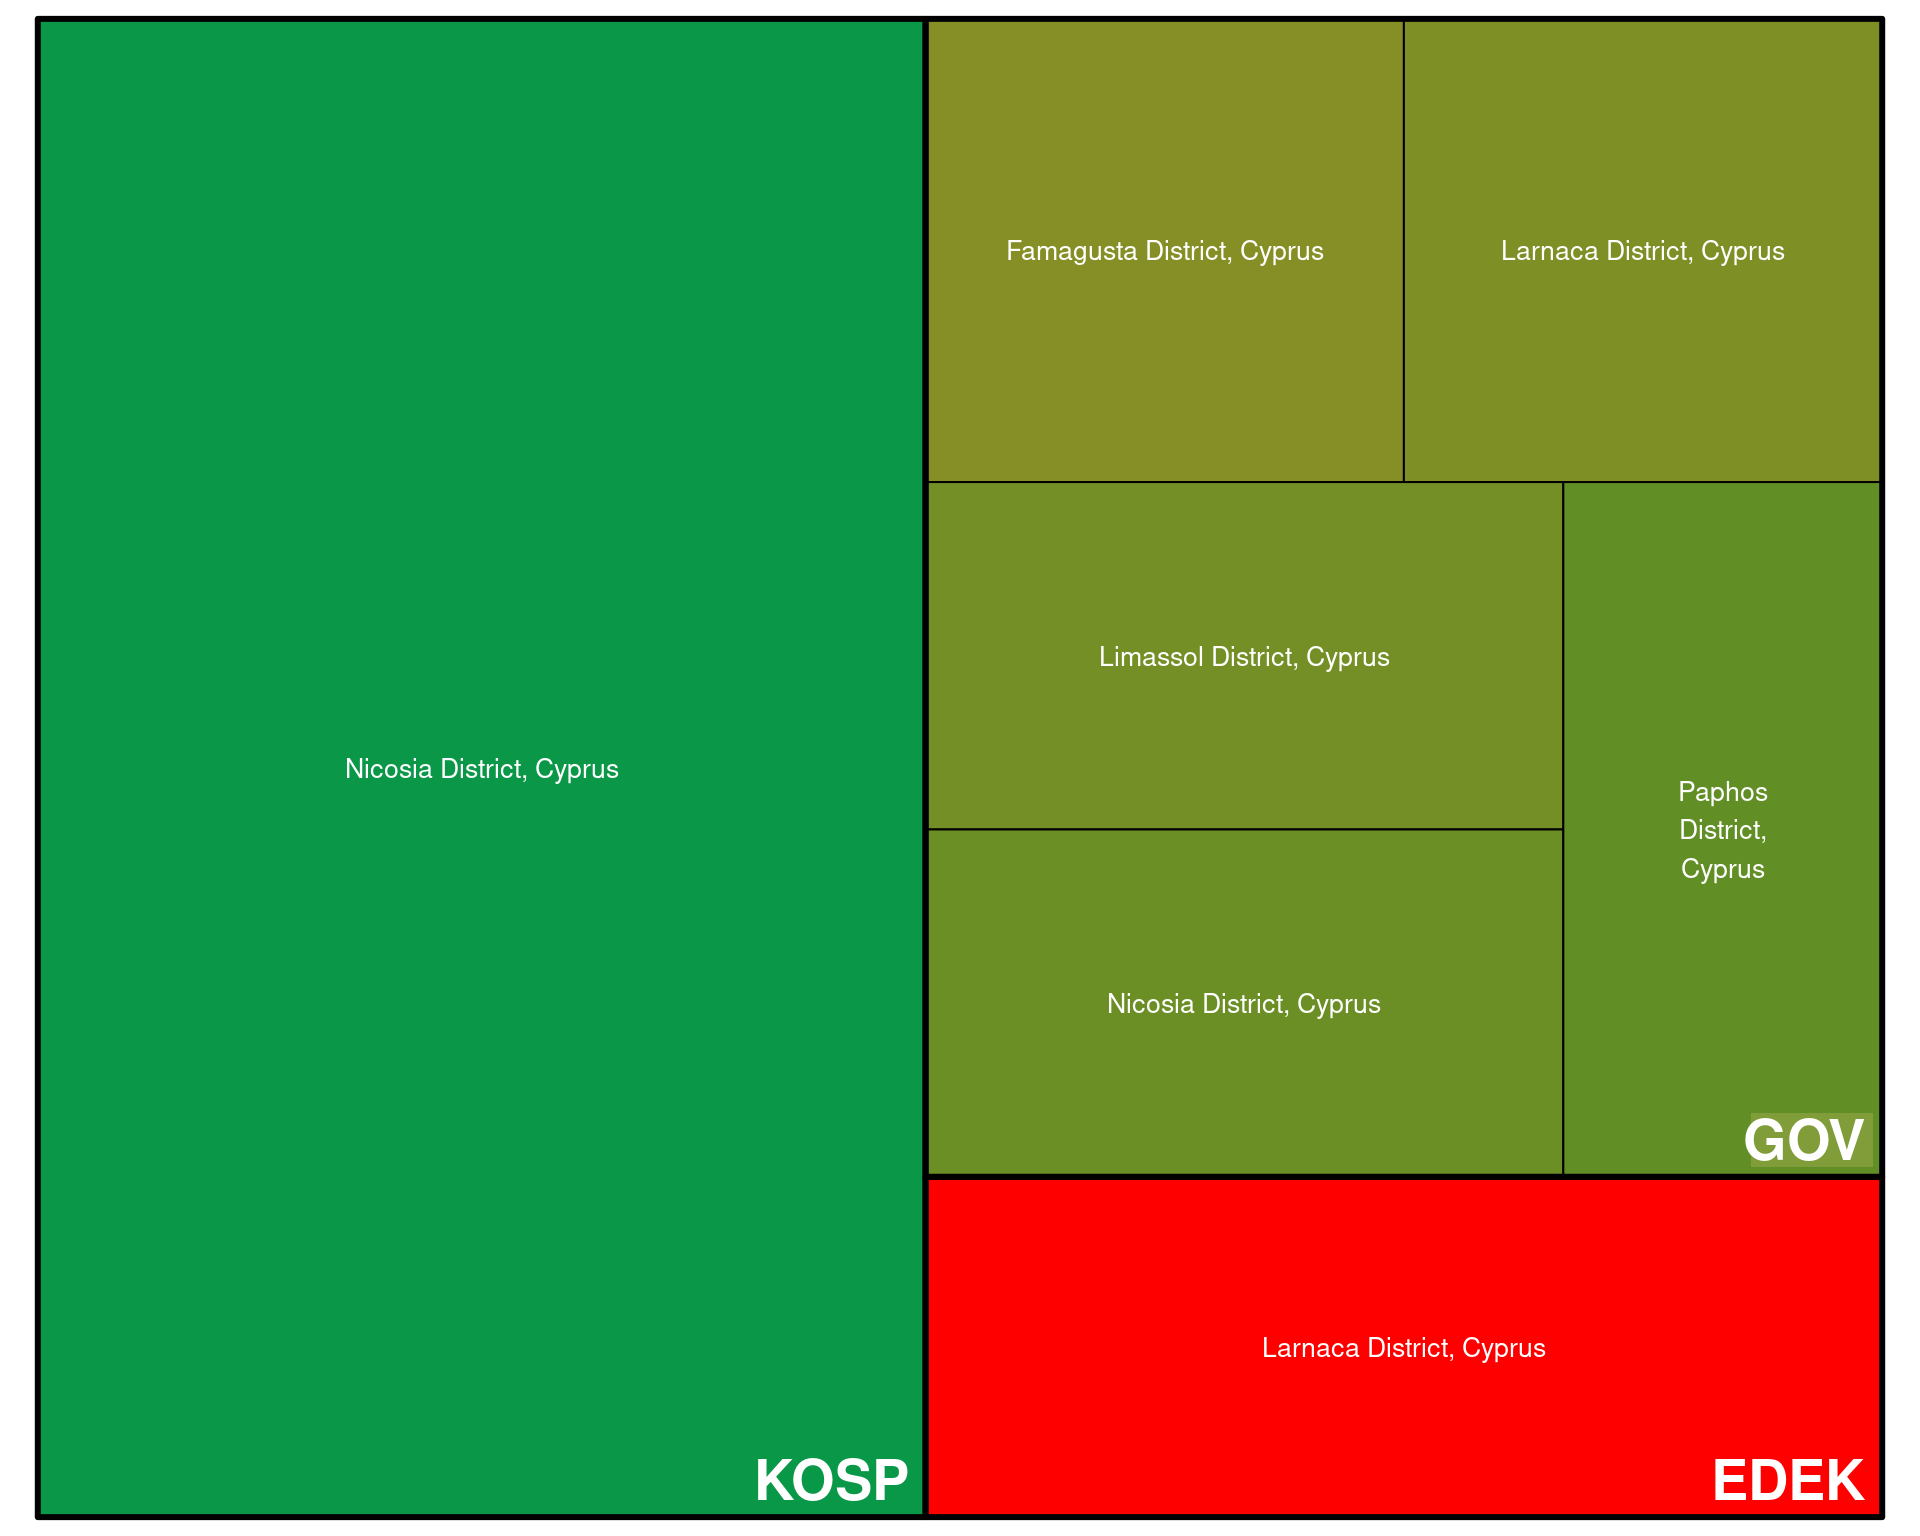 Nicosia District, Cyprus
KOSP
Famagusta District, Cyprus
Larnaca District, Cyprus
Limassol District, Cyprus
Nicosia District, Cyprus
Paphos
District,
Cyprus
GOV
Larnaca District, Cyprus
EDEK